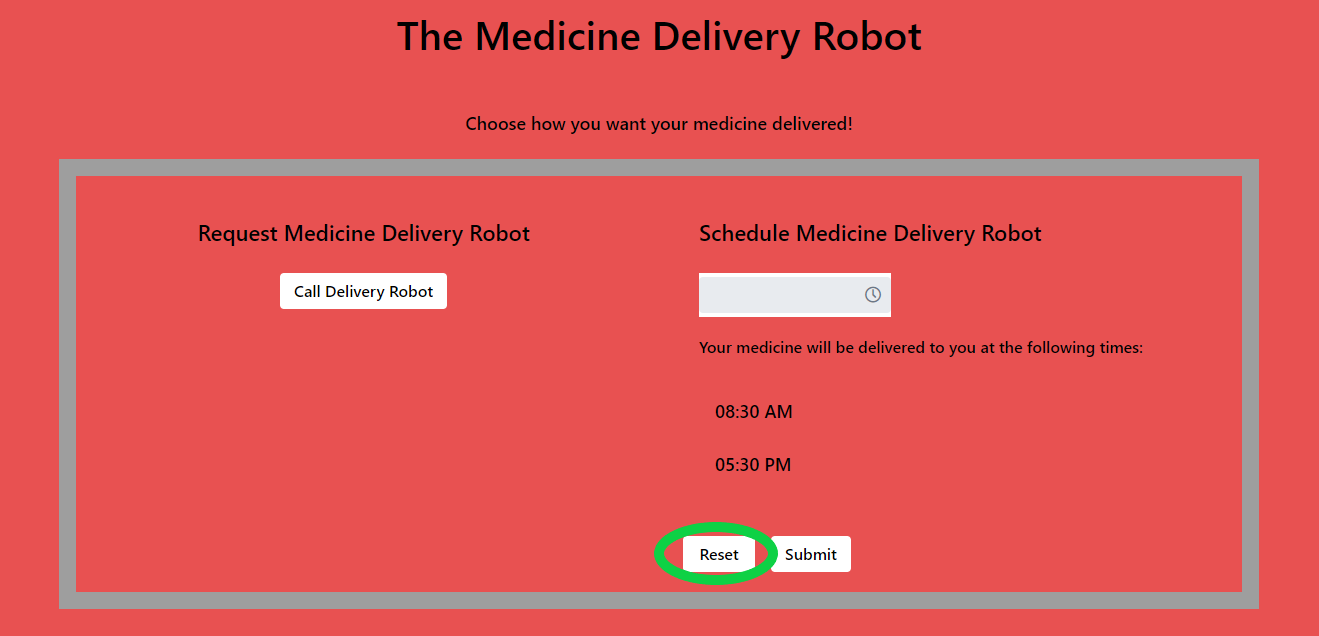 The Medicine Delivery Robot
Choose how you want your medicine delivered!
Request Medicine Delivery Robot
Call Delivery Robot
Schedule Medicine Delivery Robot
Your medicine will be delivered to you at the following times:
08:30 AM
05:30 PM
Reset Submit